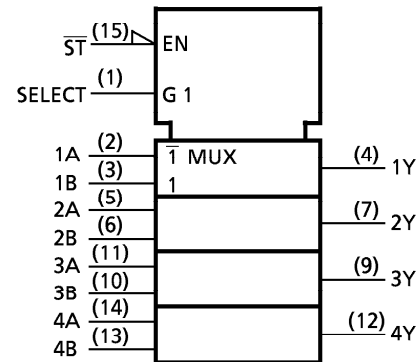 S̅T̅ (15) EN
SELECT (1) G 1
1A (2) 1̅ MUX (4) 1Y
1B (3) 1
2A (5) (7) 2Y
2B (6)
3A (11) (9) 3Y
3B (10)
4A (14) (12) 4Y
4B (13)